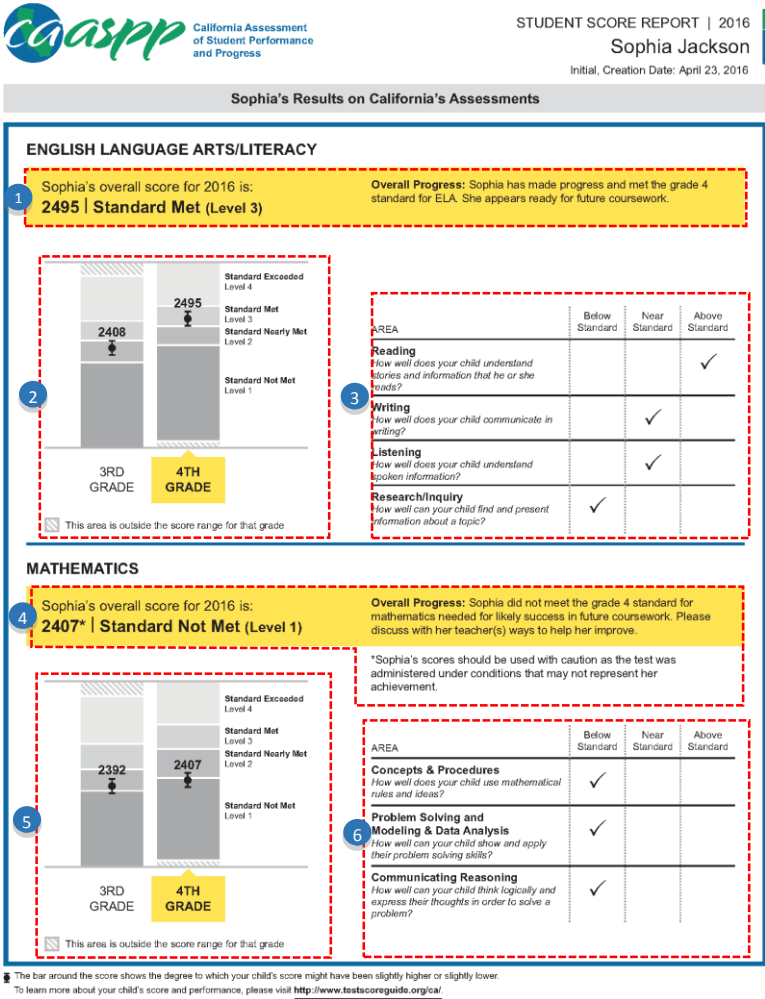 caaspp
California Assessment
of Student Performance
and Progress
STUDENT SCORE REPORT | 2016
Sophia Jackson
Initial, Creation Date: April 23, 2016
Sophia's Results on California's Assessments
ENGLISH LANGUAGE ARTS/LITERACY
1
Sophia's overall score for 2016 is:
2495 | Standard Met (Level 3)
Overall Progress: Sophia has made progress and met the grade 4
standard for ELA. She appears ready for future coursework.
2
2408
2495
Standard Exceeded
Level 4
Standard Met
Level 3
Standard Nearly Met
Level 2
Standard Not Met
Level 1
3RD
GRADE
4TH
GRADE
This area is outside the score range for that grade
3
AREA
Below
Standard
Near
Standard
Above
Standard
Reading
How well does your child understand
stories and information that he or she
reads?
Writing
How well does your child communicate in
writing?
Listening
How well does your child understand
spoken information?
Research/Inquiry
How well can your child find and present
information about a topic?
MATHEMATICS
4
Sophia's overall score for 2016 is:
2407* | Standard Not Met (Level 1)
Overall Progress: Sophia did not meet the grade 4 standard for
mathematics needed for likely success in future coursework. Please
discuss with her teacher(s) ways to help her improve.
*Sophia's scores should be used with caution as the test was
administered under conditions that may not represent her
achievement.
5
2392
2407
Standard Exceeded
Level 4
Standard Met
Level 3
Standard Nearly Met
Level 2
Standard Not Met
Level 1
3RD
GRADE
4TH
GRADE
This area is outside the score range for that grade
6
AREA
Below
Standard
Near
Standard
Above
Standard
Concepts & Procedures
How well does your child use mathematical
rules and ideas?
Problem Solving and
Modeling & Data Analysis
How well can your child show and apply
their problem solving skills?
Communicating Reasoning
How well can your child think logically and
express their thoughts in order to solve a
problem?
The bar around the score shows the degree to which your child's score might have been slightly higher or slightly lower.
To learn more about your child's score and performance, please visit http://www.testscoreguide.org/ca/.